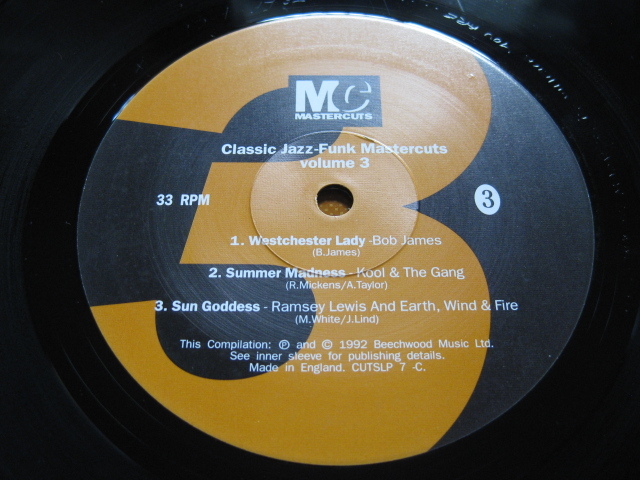 YOU ARE
Mc
MASTERCUTS
Classic Jazz-Funk Mastercuts
volume 3
33 RPM
3
1. Westchester Lady -Bob James
(B.James)
2. Summer Madness - Kool & The Gang
(R.Mickens/A.Taylor)
3. Sun Goddess - Ramsey Lewis And Earth, Wind & Fire
(M.White/J.Lind)
This Compilation: ℗ and © 1992 Beechwood Music Ltd.
See inner sleeve for publishing details.
Made in England. CUTSLP 7 -C.